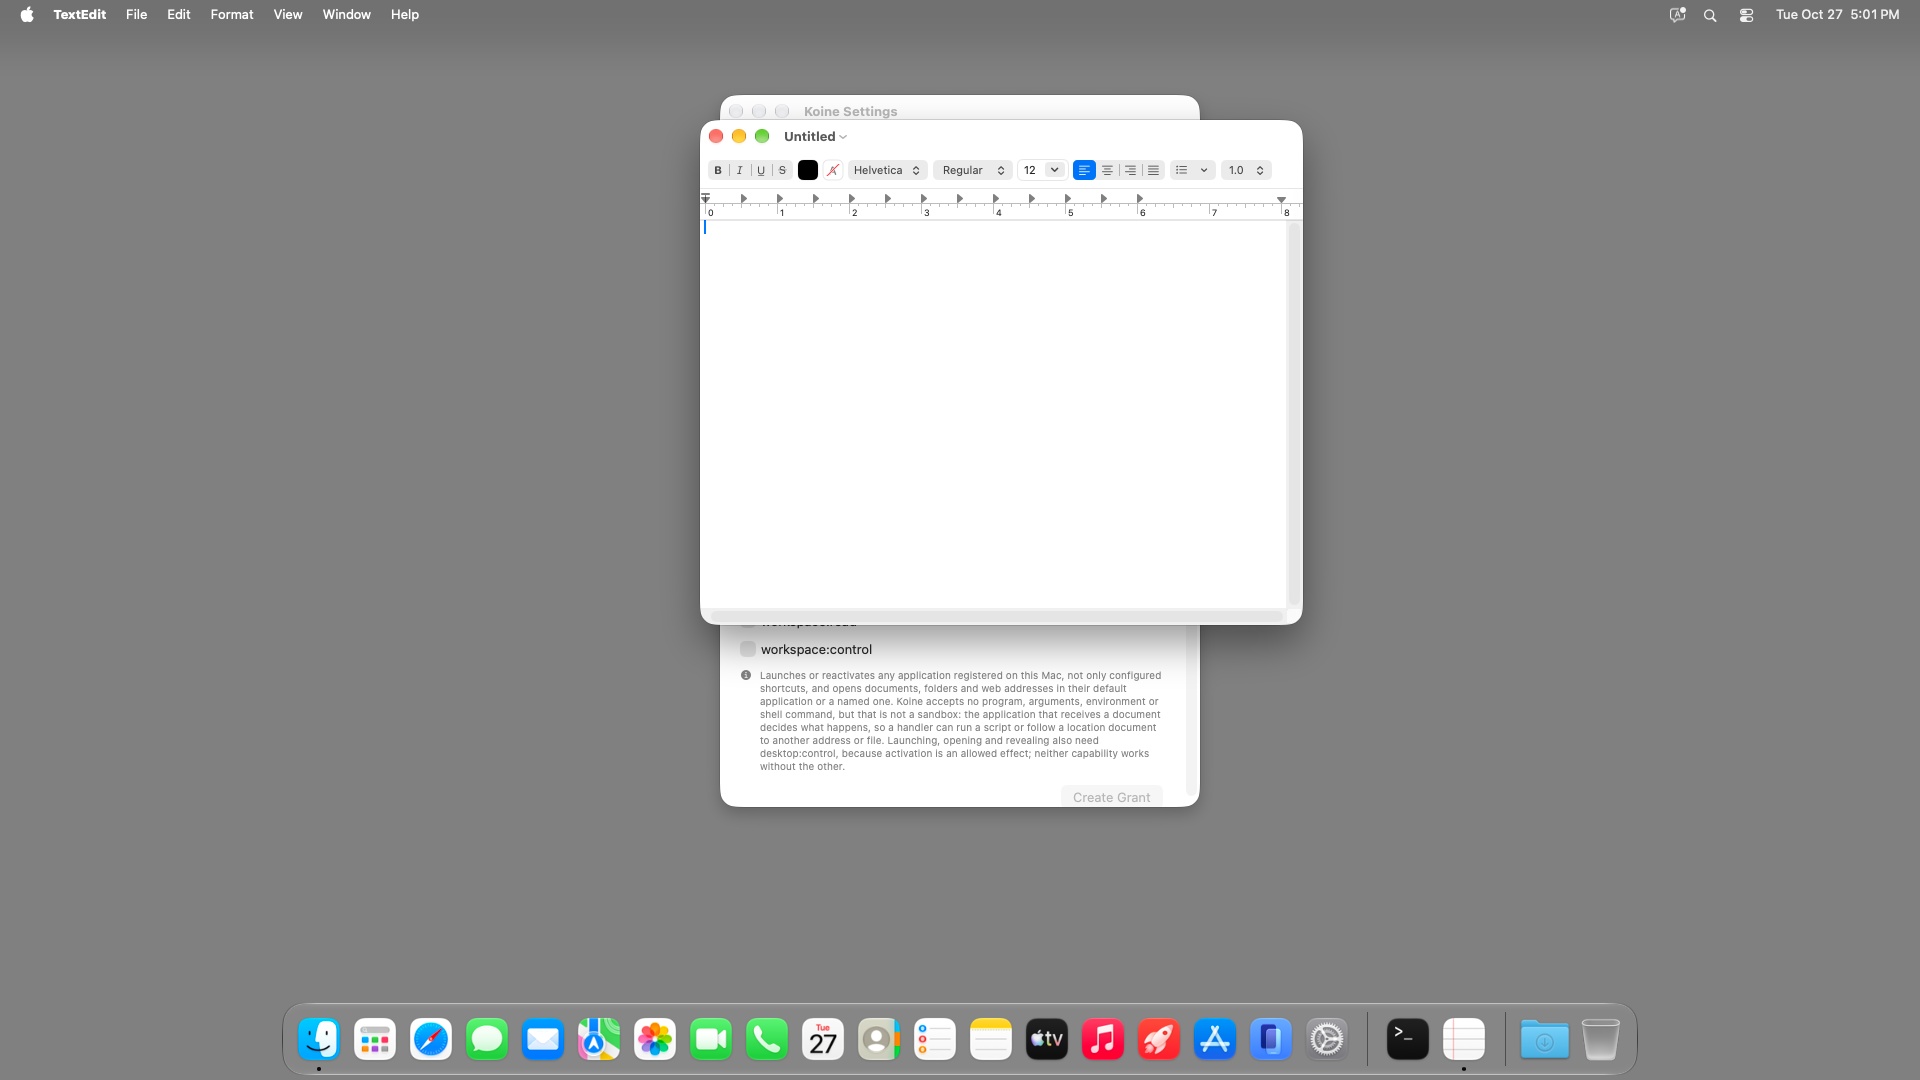 TextEdit File Edit Format View Window Help
Tue Oct 27 5:01 PM
Koine Settings
Untitled
B I U S Helvetica Regular 12 1.0
0 1 2 3 4 5 6 7 8
workspace:control
Launches or reactivates any application registered on this Mac, not only configured
shortcuts, and opens documents, folders and web addresses in their default
application or a named one. Koine accepts no program, arguments, environment or
shell command, but that is not a sandbox: the application that receives a document
decides what happens, so a handler can run a script or follow a location document
to another address or file. Launching, opening and revealing also need
desktop:control, because activation is an allowed effect; neither capability works
without the other.
Create Grant
Tue
27
tv
>_